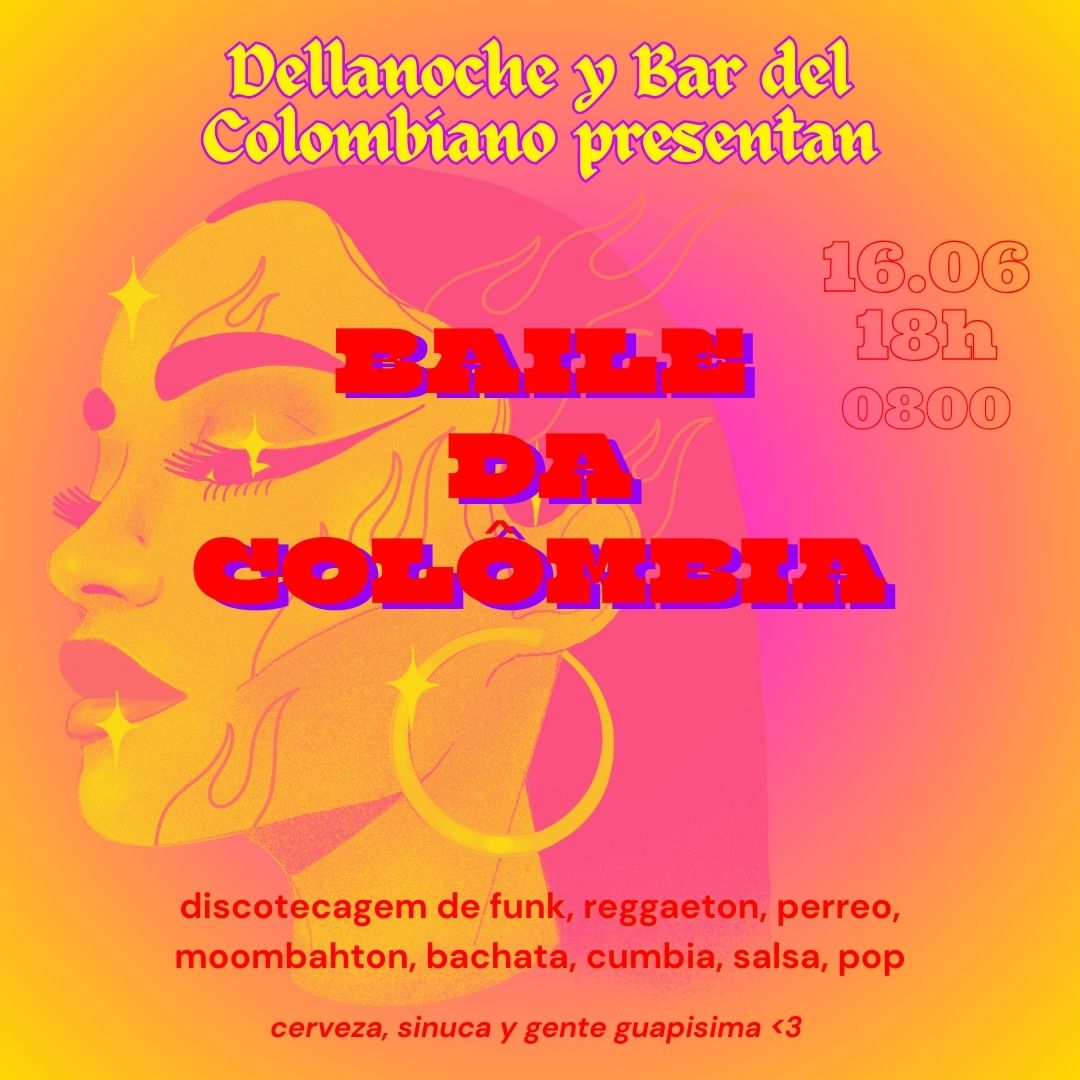 Dellanoche y Bar del
Colombiano presentan
16.06
18h
0800
BAILE
DA
COLÔMBIA
discotecagem de funk, reggaeton, perreo,
moombahton, bachata, cumbia, salsa, pop
cerveza, sinuca y gente guapisima <3